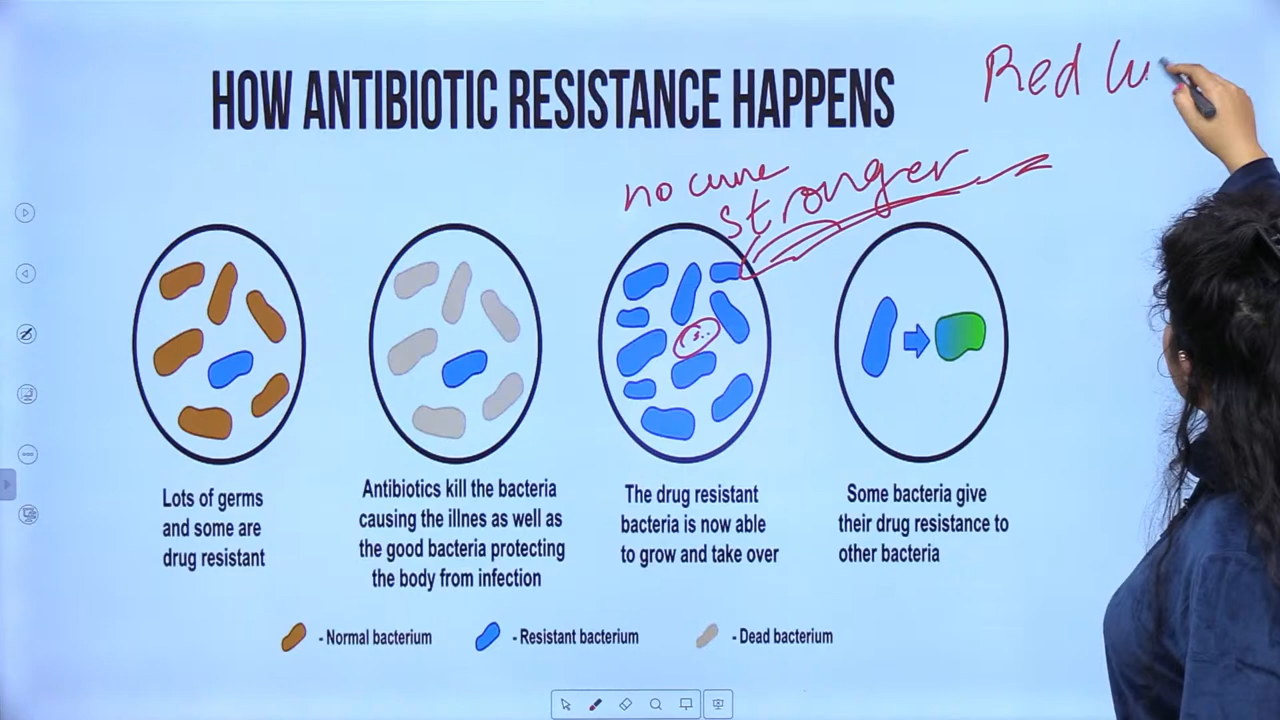 HOW ANTIBIOTIC RESISTANCE HAPPENS
Red
no cure
stronger
Lots of germs
and some are
drug resistant
Antibiotics kill the bacteria
causing the illnes as well as
the good bacteria protecting
the body from infection
The drug resistant
bacteria is now able
to grow and take over
Some bacteria give
their drug resistance to
other bacteria
- Normal bacterium
- Resistant bacterium
- Dead bacterium